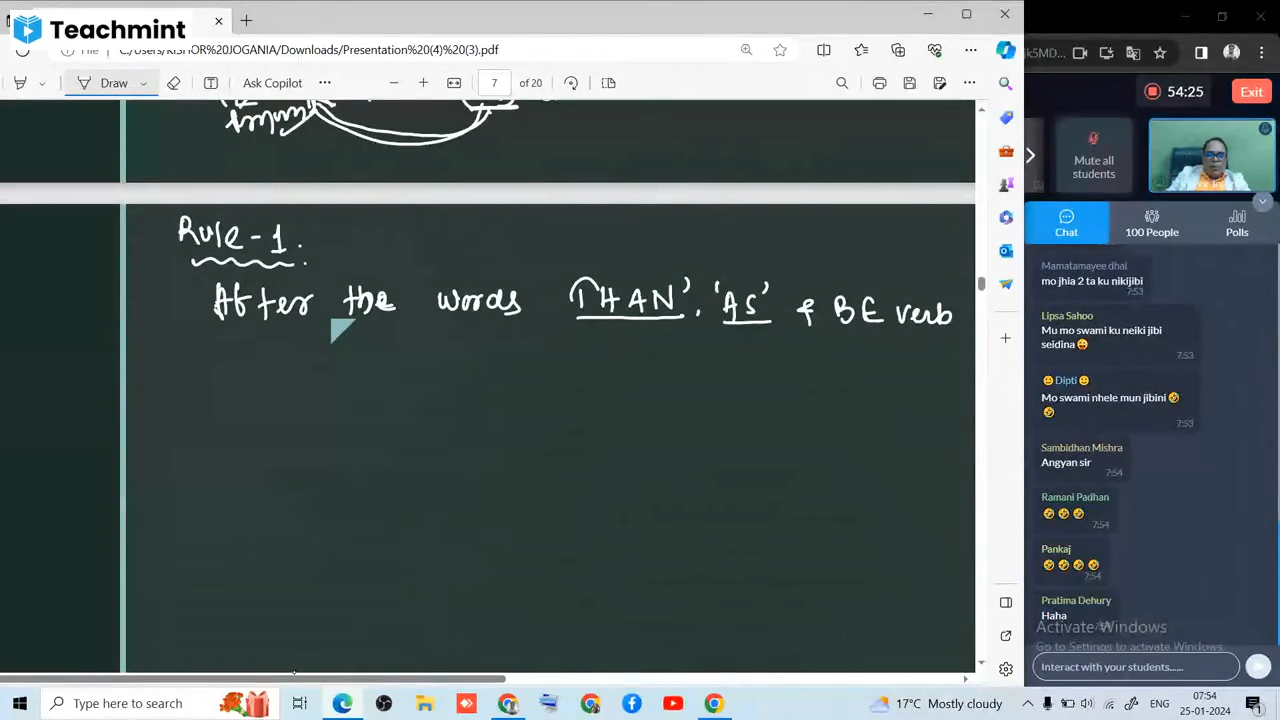 Teachmint
File
C:/Users/KISHOR%20JOGANIA/Downloads/Presentation%20(4)%20(3).pdf
Draw
Ask Copilot
7 of 20
Rule-1.
After the words 'THAN', 'AS' & BE verb
54:25
Exit
Mute all
students
Chat
100 People
Polls
Mamatamayee dhal
mo jhia 2 ta ku nikijibi
7:53
Lipsa Sahoo
Mu mo swami ku neiki jibi
seidina 😜
7:53
😊Dipti😊
Mo swami nhele mun jibini 🤣
🤣
7:53
Sambidhan Mishra
Angyan sir
7:54
Ramani Padhan
🤣 🤣 🤣
7:54
Pankaj
🤣 🤣 🤣 🤣
7:54
Pratima Dehury
Haha
Activate Windows
Go to Settings to activate Windows.
Interact with your students......
Type here to search
17°C Mostly cloudy
07:54
25-01-2024